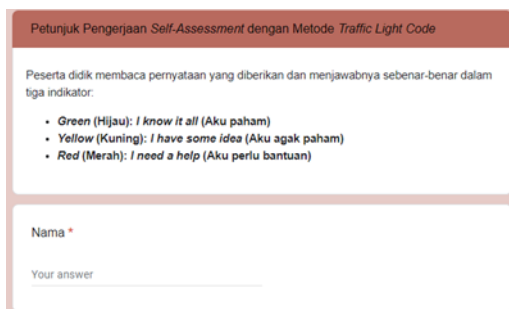 Petunjuk Pengerjaan Self-Assessment dengan Metode Traffic Light Code
Peserta didik membaca pernyataan yang diberikan dan menjawabnya sebenar-benar dalam
tiga indikator:
• Green (Hijau): I know it all (Aku paham)
• Yellow (Kuning): I have some idea (Aku agak paham)
• Red (Merah): I need a help (Aku perlu bantuan)
Nama *
Your answer